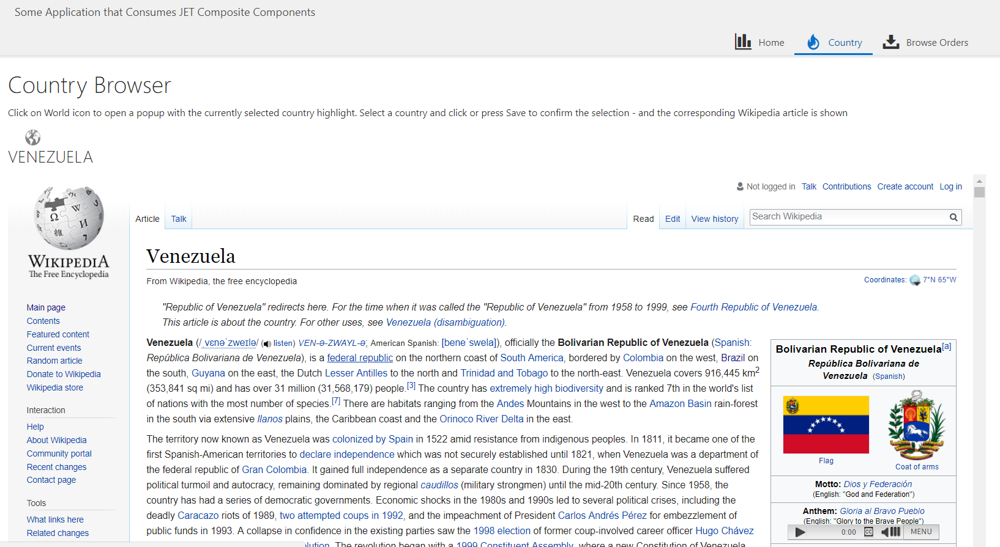 Some Application that Consumes JET Composite Components
Home
Country
Browse Orders
Country Browser
Click on World icon to open a popup with the currently selected country highlight. Select a country and click or press Save to confirm the selection - and the corresponding Wikipedia article is shown
VENEZUELA
Not logged in Talk Contributions Create account Log in
Article Talk Read Edit View history Search Wikipedia
WIKIPEDIA
The Free Encyclopedia
Main page
Contents
Featured content
Current events
Random article
Donate to Wikipedia
Wikipedia store
Interaction
Help
About Wikipedia
Community portal
Recent changes
Contact page
Tools
What links here
Related changes
Venezuela
From Wikipedia, the free encyclopedia
Coordinates: 7°N 65°W
"Republic of Venezuela" redirects here. For the time when it was called the "Republic of Venezuela" from 1958 to 1999, see Fourth Republic of Venezuela.
This article is about the country. For other uses, see Venezuela (disambiguation).
Venezuela (/ˌvɛnəˈzweɪlə/ (listen) VEN-ə-ZWAYL-ə; American Spanish: [beneˈswela]), officially the Bolivarian Republic of Venezuela (Spanish:
República Bolivariana de Venezuela), is a federal republic on the northern coast of South America, bordered by Colombia on the west, Brazil on
the south, Guyana on the east, the Dutch Lesser Antilles to the north and Trinidad and Tobago to the north-east. Venezuela covers 916,445 km2
(353,841 sq mi) and has over 31 million (31,568,179) people.[3] The country has extremely high biodiversity and is ranked 7th in the world's list
of nations with the most number of species.[7] There are habitats ranging from the Andes Mountains in the west to the Amazon Basin rain-forest
in the south via extensive llanos plains, the Caribbean coast and the Orinoco River Delta in the east.
The territory now known as Venezuela was colonized by Spain in 1522 amid resistance from indigenous peoples. In 1811, it became one of the
first Spanish-American territories to declare independence which was not securely established until 1821, when Venezuela was a department of
the federal republic of Gran Colombia. It gained full independence as a separate country in 1830. During the 19th century, Venezuela suffered
political turmoil and autocracy, remaining dominated by regional caudillos (military strongmen) until the mid-20th century. Since 1958, the
country has had a series of democratic governments. Economic shocks in the 1980s and 1990s led to several political crises, including the
deadly Caracazo riots of 1989, two attempted coups in 1992, and the impeachment of President Carlos Andrés Pérez for embezzlement of
public funds in 1993. A collapse in confidence in the existing parties saw the 1998 election of former coup-involved career officer Hugo Chávez
The revolution began with a 1999 Constituent Assembly, where a new Constitution of Venezuela
Bolivarian Republic of Venezuela[a]
República Bolivariana de
Venezuela (Spanish)
Flag
Coat of arms
Motto: Dios y Federación
(English: "God and Federation")
Anthem: Gloria al Bravo Pueblo
(English: "Glory to the Brave People")
0:00 CC MENU